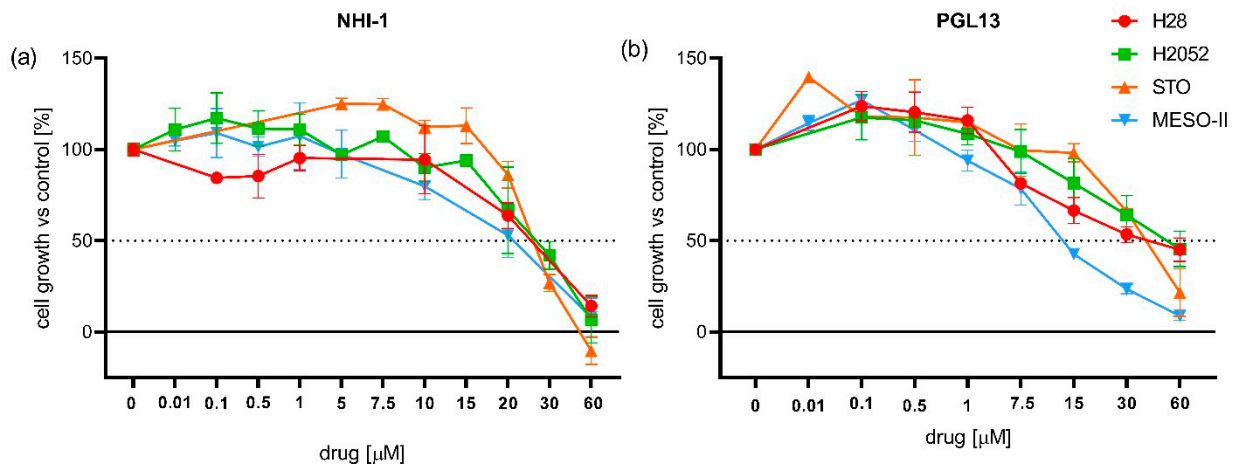 NHI-1
(a)
150
100
50
0
cell growth vs control [%]
0 0.01 0.1 0.5 1 5 7.5 10 15 20 30 60
drug [μM]
PGL13
(b)
150
100
50
0
cell growth vs control [%]
0 0.01 0.1 0.5 1 7.5 15 30 60
drug [μM]
H28
H2052
STO
MESO-II